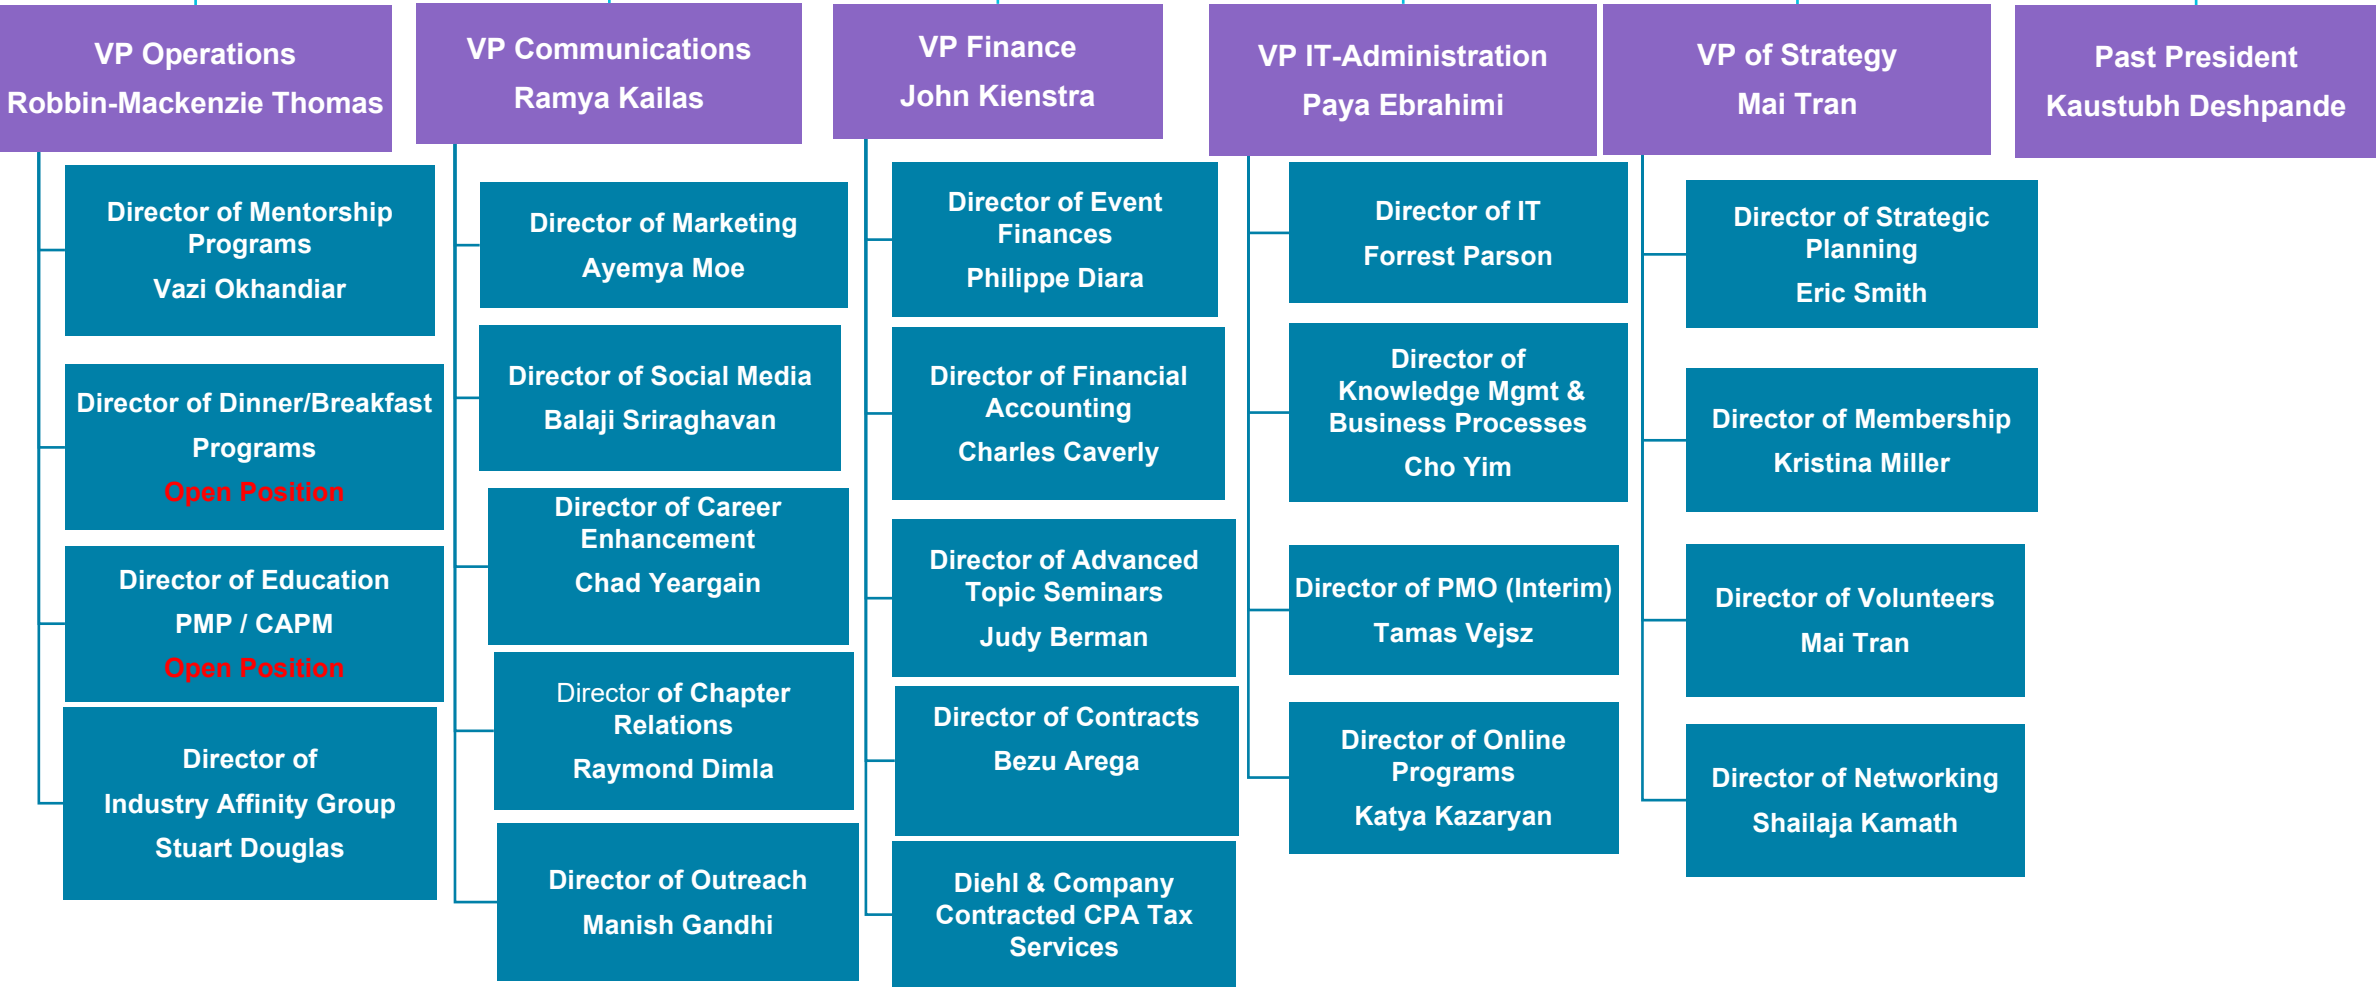 VP Operations
Robbin-Mackenzie Thomas
Director of Mentorship
Programs
Vazi Okhandiar
Director of Dinner/Breakfast
Programs
Open Position
Director of Education
PMP / CAPM
Open Position
Director of
Industry Affinity Group
Stuart Douglas
VP Communications
Ramya Kailas
Director of Marketing
Ayemya Moe
Director of Social Media
Balaji Sriraghavan
Director of Career
Enhancement
Chad Yeargain
Director of Chapter
Relations
Raymond Dimla
Director of Outreach
Manish Gandhi
VP Finance
John Kienstra
Director of Event
Finances
Philippe Diara
Director of Financial
Accounting
Charles Caverly
Director of Advanced
Topic Seminars
Judy Berman
Director of Contracts
Bezu Arega
Diehl & Company
Contracted CPA Tax
Services
VP IT-Administration
Paya Ebrahimi
Director of IT
Forrest Parson
Director of
Knowledge Mgmt &
Business Processes
Cho Yim
Director of PMO (Interim)
Tamas Vejsz
Director of Online
Programs
Katya Kazaryan
VP of Strategy
Mai Tran
Director of Strategic
Planning
Eric Smith
Director of Membership
Kristina Miller
Director of Volunteers
Mai Tran
Director of Networking
Shailaja Kamath
Past President
Kaustubh Deshpande